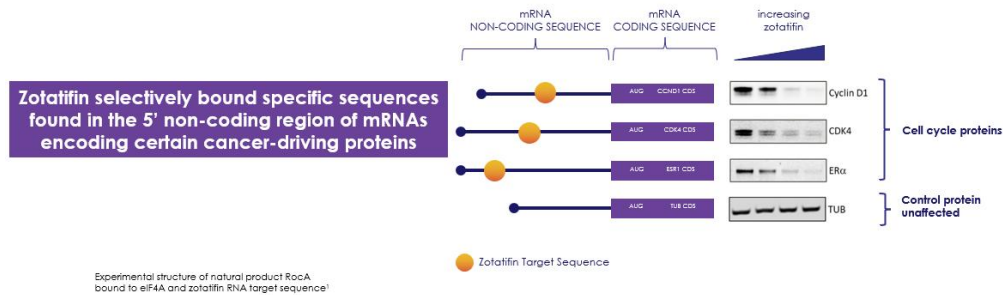 mRNA
NON-CODING SEQUENCE
mRNA
CODING SEQUENCE
increasing
zotatifin
Zotatifin selectively bound specific sequences
found in the 5' non-coding region of mRNAs
encoding certain cancer-driving proteins
AUG CCND1 CDS
Cyclin D1
AUG CDK4 CDS
CDK4
Cell cycle proteins
AUG ESR1 CDS
ERα
AUG TUB CDS
TUB
Control protein
unaffected
Zotatifin Target Sequence
Experimental structure of natural product RocA
bound to eIF4A and zotatifin RNA target sequence¹